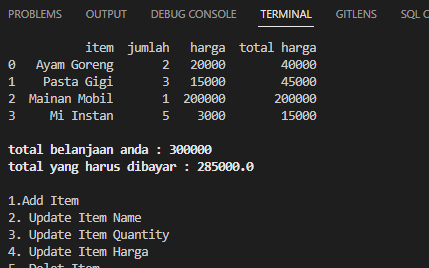 PROBLEMS OUTPUT DEBUG CONSOLE TERMINAL GITLENS SQL
item jumlah harga total harga
0 Ayam Goreng 2 20000 40000
1 Pasta Gigi 3 15000 45000
2 Mainan Mobil 1 200000 200000
3 Mi Instan 5 3000 15000
total belanjaan anda : 300000
total yang harus dibayar : 285000.0
1.Add Item
2. Update Item Name
3. Update Item Quantity
4. Update Item Harga
5. Delet Item